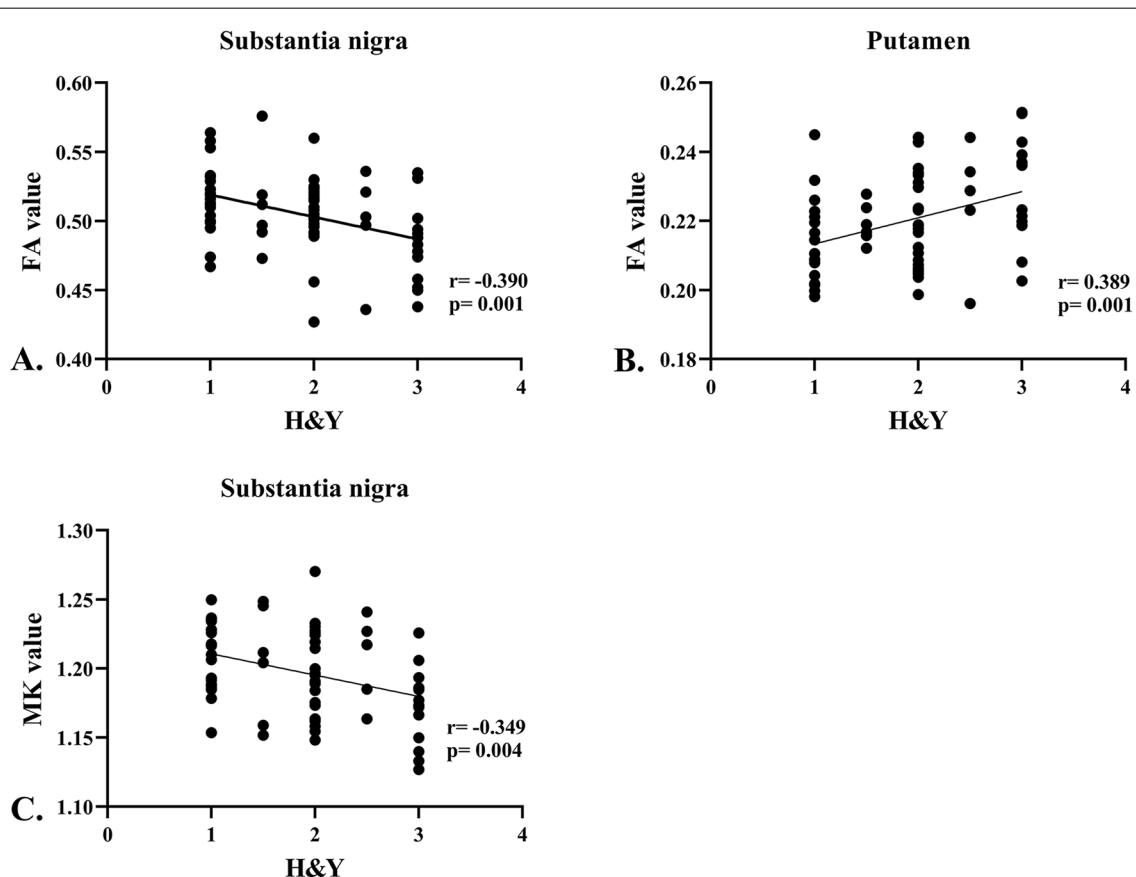 Substantia nigra
0.60
0.55
0.50
0.45
0.40
FA value
r= -0.390
p= 0.001
A.
0 1 2 3 4
H&Y
Putamen
0.26
0.24
0.22
0.20
0.18
FA value
r= 0.389
p= 0.001
B.
0 1 2 3 4
H&Y
Substantia nigra
1.30
1.25
1.20
1.15
1.10
MK value
r= -0.349
p= 0.004
C.
0 1 2 3 4
H&Y